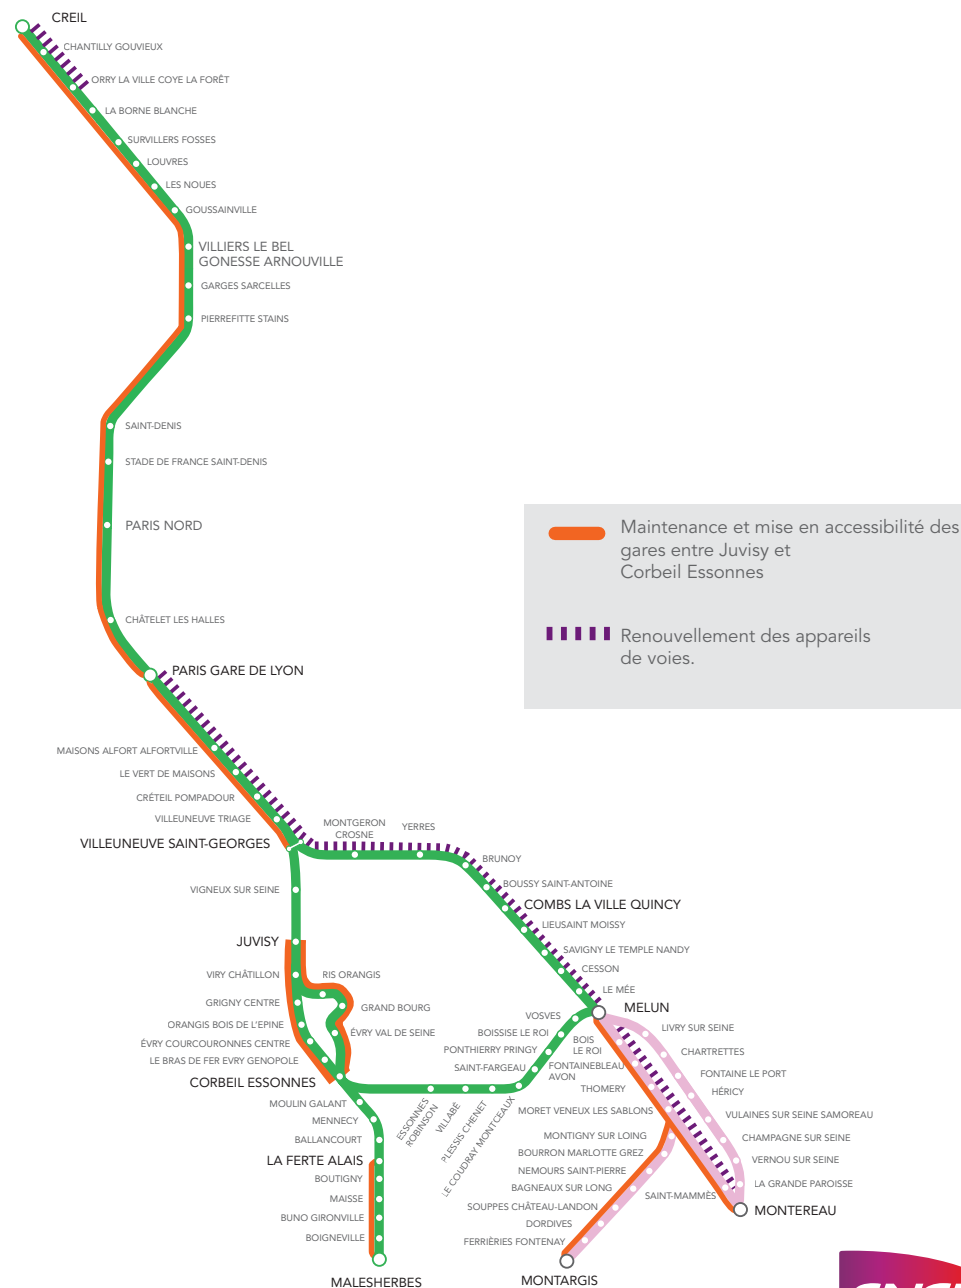 CREIL
CHANTILLY GOUVIEUX
ORRY LA VILLE COYE LA FORÊT
LA BORNE BLANCHE
SURVILLERS FOSSES
LOUVRES
LES NOUES
GOUSSAINVILLE
VILLIERS LE BEL
GONESSE ARNOUVILLE
GARGES SARCELLES
PIERREFITTE STAINS
SAINT-DENIS
STADE DE FRANCE SAINT-DENIS
PARIS NORD
CHÂTELET LES HALLES
PARIS GARE DE LYON
Maintenance et mise en accessibilité des
gares entre Juvisy et
Corbeil Essonnes
Renouvellement des appareils
de voies.
MAISONS ALFORT ALFORTVILLE
LE VERT DE MAISONS
CRÉTEIL POMPADOUR
VILLEUNEUVE TRIAGE
VILLEUNEUVE SAINT-GEORGES
MONTGERON
CROSNE
YERRES
BRUNOY
BOUSSY SAINT-ANTOINE
COMBS LA VILLE QUINCY
LIEUSAINT MOISSY
SAVIGNY LE TEMPLE NANDY
CESSON
LE MÉE
MELUN
VIGNEUX SUR SEINE
JUVISY
VIRY CHÂTILLON
GRIGNY CENTRE
ORANGIS BOIS DE L'EPINE
ÉVRY COURCOURONNES CENTRE
LE BRAS DE FER EVRY GENOPOLE
CORBEIL ESSONNES
RIS ORANGIS
GRAND BOURG
ÉVRY VAL DE SEINE
VOSVES
BOISSISE LE ROI
PONTHIERRY PRINGY
SAINT-FARGEAU
LE COUDRAY MONTCEAUX
PLESSIS CHENET
VILLABÉ
ESSONNES
ROBINSON
MOULIN GALANT
MENNECY
BALLANCOURT
LA FERTE ALAIS
BOUTIGNY
MAISSE
BUNO GIRONVILLE
BOIGNEVILLE
MALESHERBES
BOIS
LE ROI
FONTAINEBLEAU
AVON
THOMERY
MORET VENEUX LES SABLONS
MONTIGNY SUR LOING
BOURRON MARLOTTE GREZ
NEMOURS SAINT-PIERRE
BAGNEAUX SUR LONG
SOUPPES CHÂTEAU-LANDON
DORDIVES
FERRIÈRIES FONTENAY
MONTARGIS
SAINT-MAMMÈS
LIVRY SUR SEINE
CHARTRETTES
FONTAINE LE PORT
HÉRICY
VULAINES SUR SEINE SAMOREAU
CHAMPAGNE SUR SEINE
VERNOU SUR SEINE
LA GRANDE PAROISSE
MONTEREAU